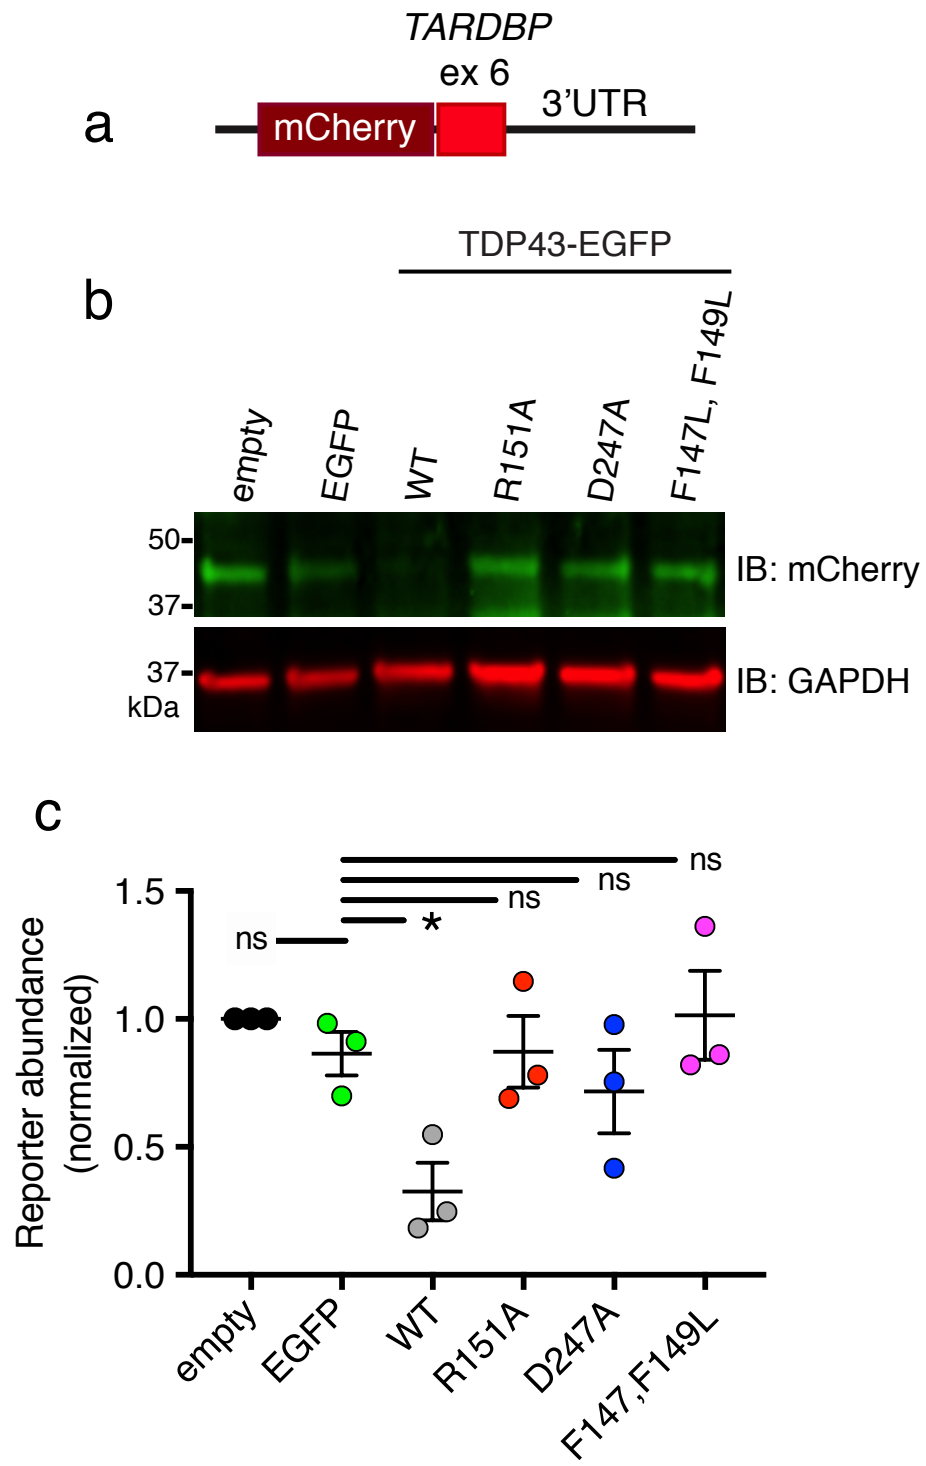 TARDBP
ex 6
a
mCherry
3’UTR
TDP43-EGFP
b
empty
EGFP
WT
R151A
D247A
F147L, F149L
50
37
IB: mCherry
37
kDa
IB: GAPDH
c
ns
ns
ns
*
ns
Reporter abundance
(normalized)
1.5
1.0
0.5
0.0
empty
EGFP
WT
R151A
D247A
F147,F149L